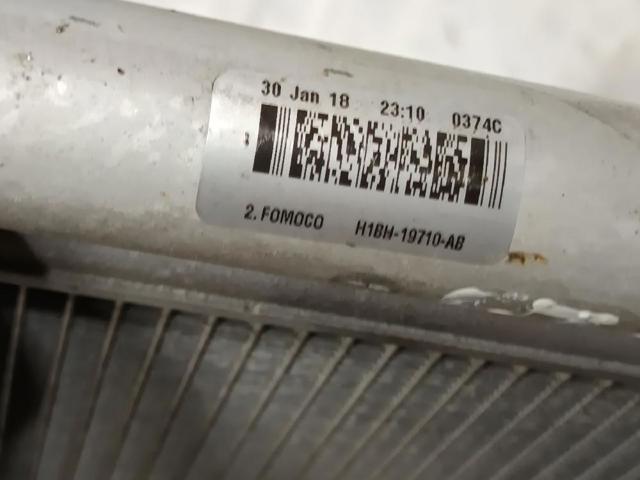 30 Jan 18 23:10 0374C
2. FOMOCO H1BH-19710-AB